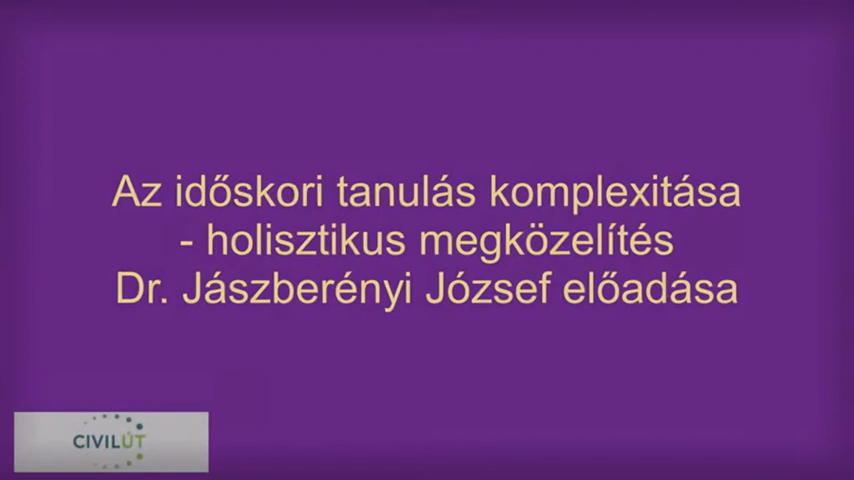 Az időskori tanulás komplexitása
- holisztikus megközelítés
Dr. Jászberényi József előadása
CIVILÚT